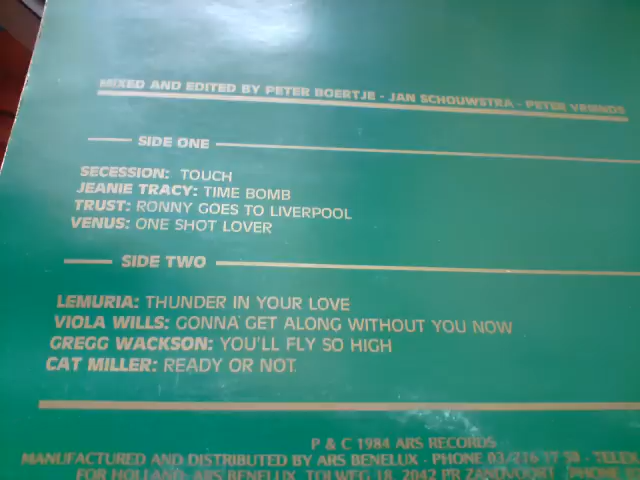 MIXED AND EDITED BY PETER BOERTJE - JAN SCHOUWSTRA - PETER VRIENDS
SIDE ONE
SECESSION: TOUCH
JEANIE TRACY: TIME BOMB
TRUST: RONNY GOES TO LIVERPOOL
VENUS: ONE SHOT LOVER
SIDE TWO
LEMURIA: THUNDER IN YOUR LOVE
VIOLA WILLS: GONNA GET ALONG WITHOUT YOU NOW
GREGG WACKSON: YOU'LL FLY SO HIGH
CAT MILLER: READY OR NOT
P & C 1984 ARS RECORDS
MANUFACTURED AND DISTRIBUTED BY ARS BENELUX - PHONE 03/216 17 58 - TELEX
FOR HOLLAND: ARS BENELUX, TOLWEG 18, 2042 PR ZANDVOORT PHONE